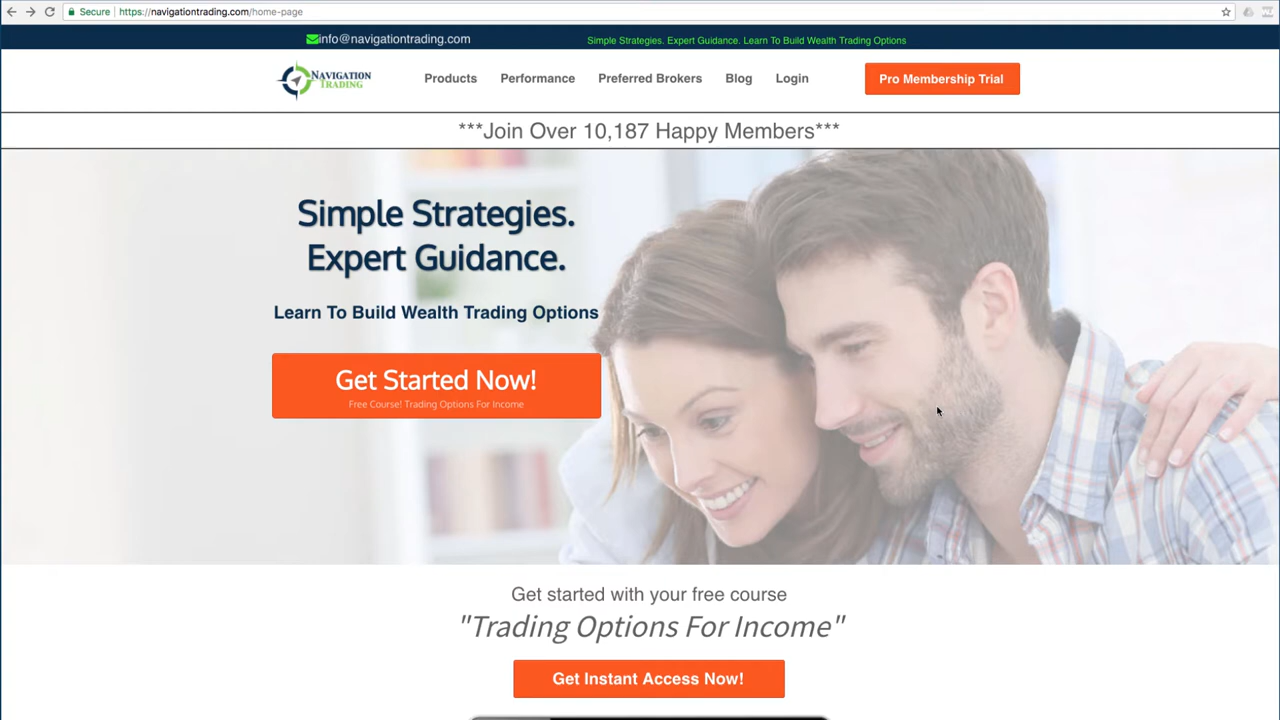 Secure https://navigationtrading.com/home-page
info@navigationtrading.com
Simple Strategies. Expert Guidance. Learn To Build Wealth Trading Options
NAVIGATION
TRADING
Products
Performance
Preferred Brokers
Blog
Login
Pro Membership Trial
***Join Over 10,187 Happy Members***
Simple Strategies.
Expert Guidance.
Learn To Build Wealth Trading Options
Get Started Now!
Free Course! Trading Options For Income
Get started with your free course
"Trading Options For Income"
Get Instant Access Now!